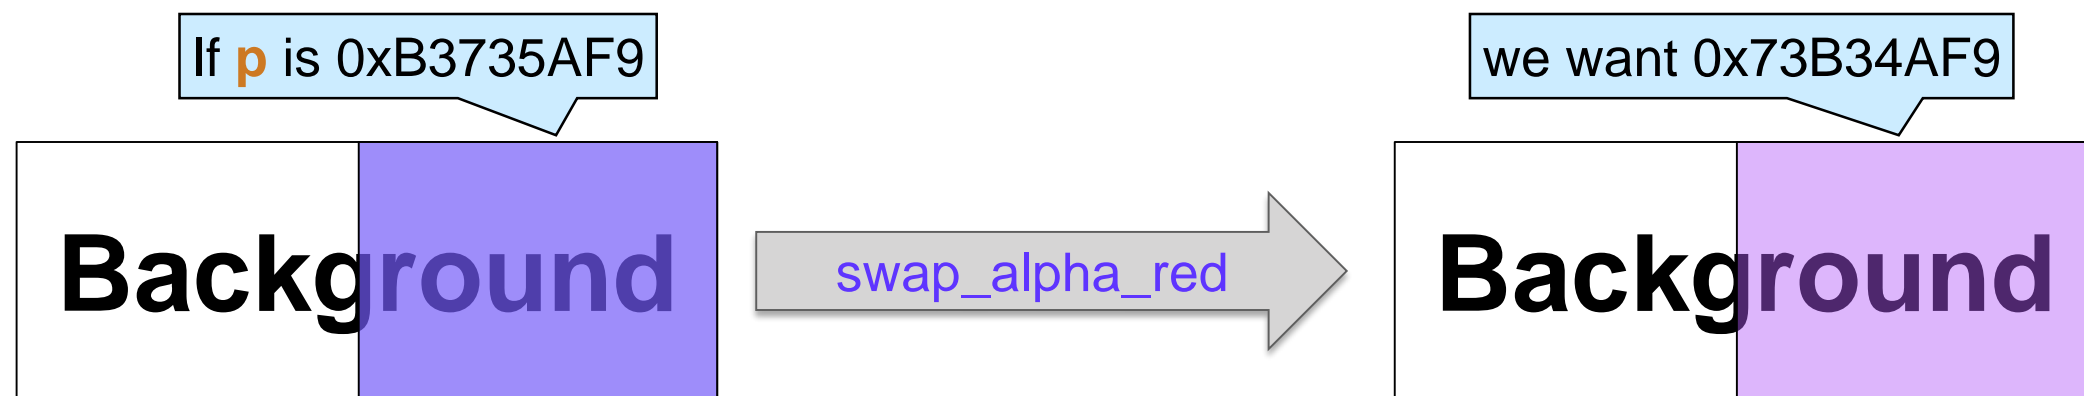 If p is 0xB3735AF9
we want 0x73B34AF9
Background
swap_alpha_red
Background